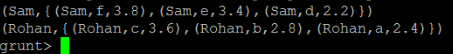 (Sam,{(Sam,f,3.8),(Sam,e,3.4),(Sam,d,2.2)})
(Rohan,{(Rohan,c,3.6),(Rohan,b,2.8),(Rohan,a,2.4)})
grunt>